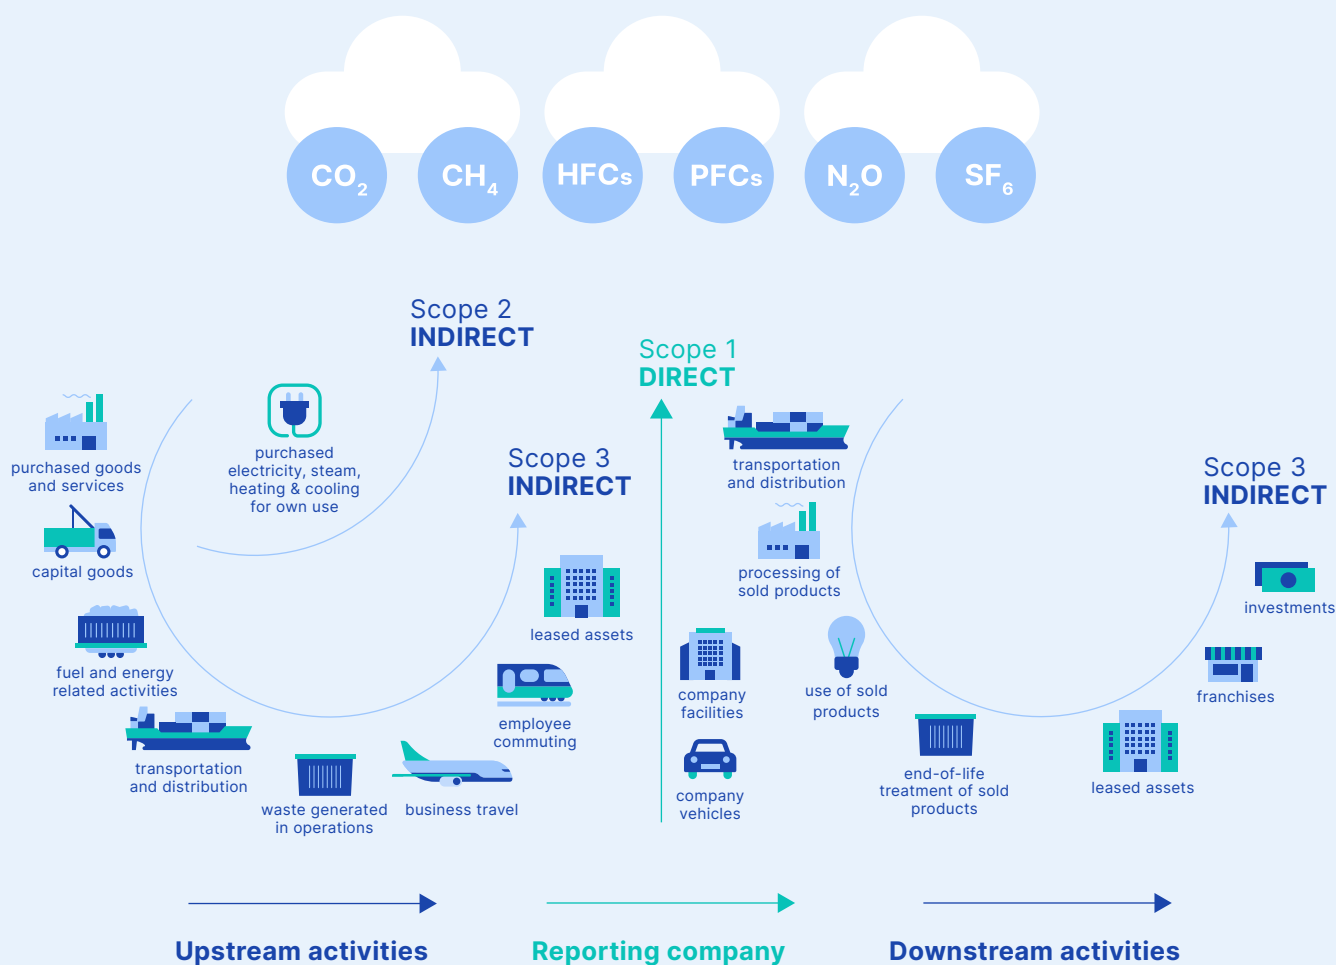 CO2
CH4
HFCs
PFCs
N2O
SF6
Scope 2
INDIRECT
Scope 1
DIRECT
Scope 3
INDIRECT
Scope 3
INDIRECT
purchased goods
and services
capital goods
fuel and energy
related activities
transportation
and distribution
waste generated
in operations
business travel
employee
commuting
leased assets
purchased
electricity, steam,
heating & cooling
for own use
company
facilities
company
vehicles
transportation
and distribution
processing of
sold products
use of sold
products
end-of-life
treatment of sold
products
leased assets
franchises
investments
Upstream activities
Reporting company
Downstream activities